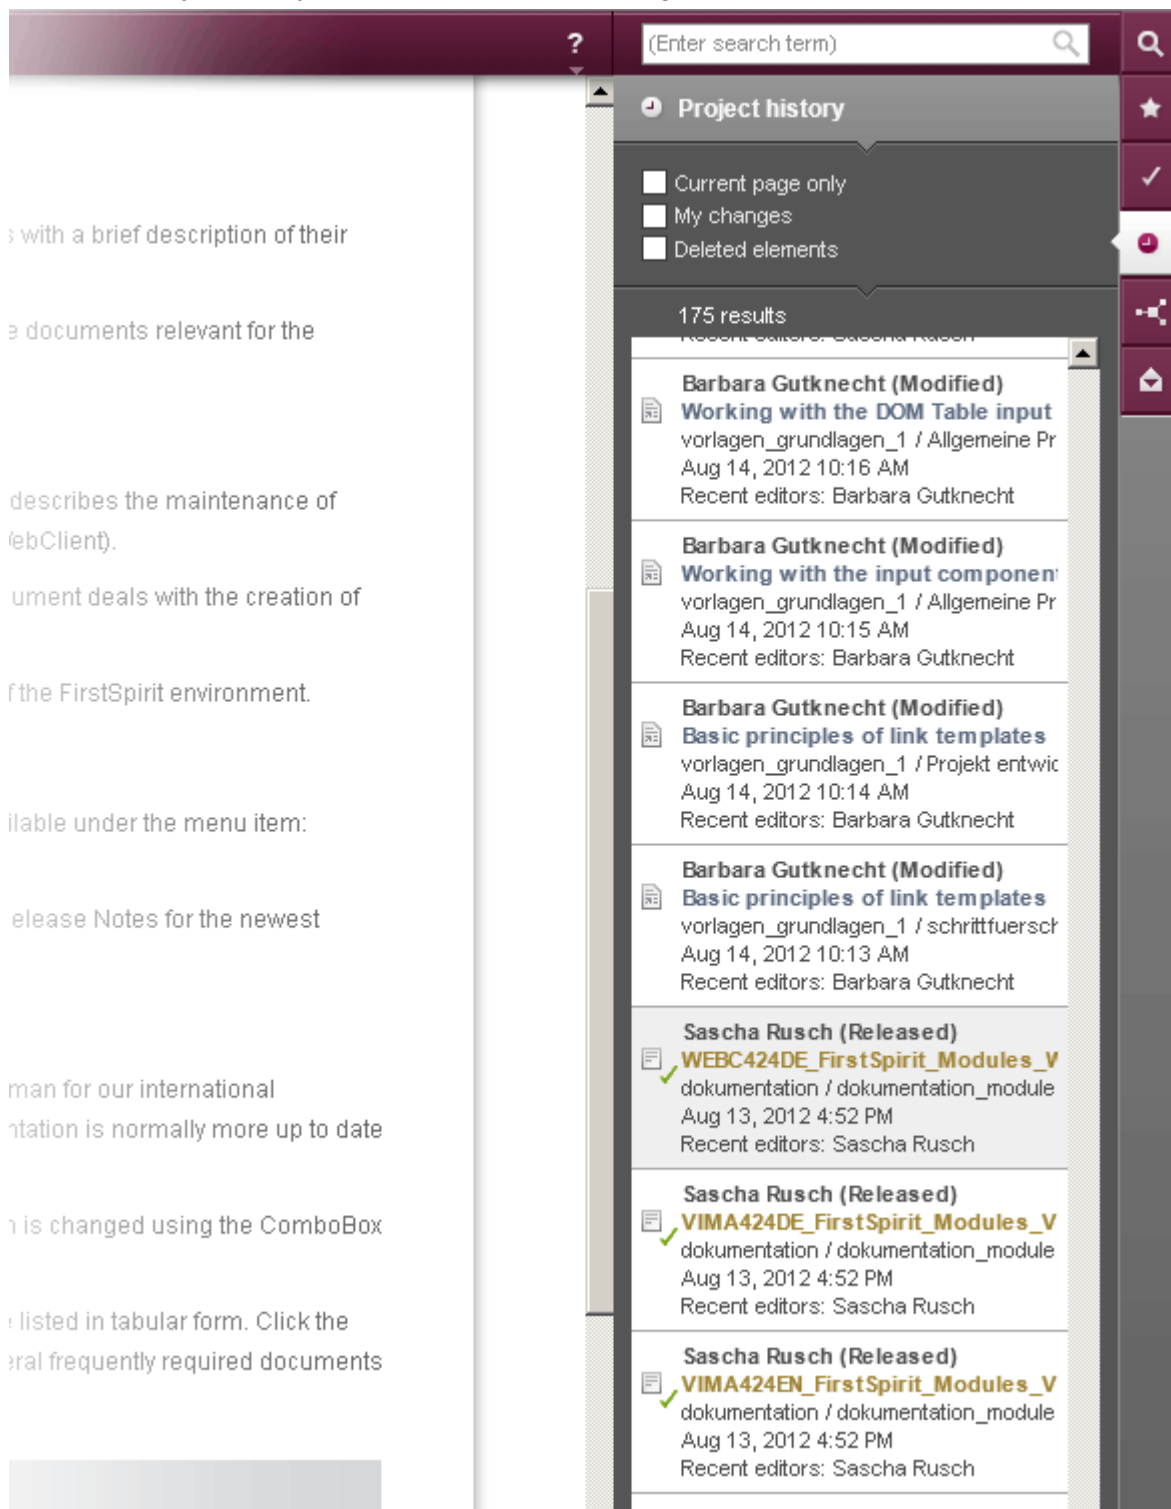 ?
(Enter search term)
Project history
Current page only
My changes
Deleted elements
175 results
with a brief description of their
documents relevant for the
describes the maintenance of
ebClient).
ument deals with the creation of
f the FirstSpirit environment.
ilable under the menu item:
elease Notes for the newest
man for our international
ntation is normally more up to date
is changed using the ComboBox
listed in tabular form. Click the
eral frequently required documents
Recent editors: Sascha Rusch
Barbara Gutknecht (Modified)
Working with the DOM Table input
vorlagen_grundlagen_1 / Allgemeine Pr
Aug 14, 2012 10:16 AM
Recent editors: Barbara Gutknecht
Barbara Gutknecht (Modified)
Working with the input component
vorlagen_grundlagen_1 / Allgemeine Pr
Aug 14, 2012 10:15 AM
Recent editors: Barbara Gutknecht
Barbara Gutknecht (Modified)
Basic principles of link templates
vorlagen_grundlagen_1 / Projekt entwic
Aug 14, 2012 10:14 AM
Recent editors: Barbara Gutknecht
Barbara Gutknecht (Modified)
Basic principles of link templates
vorlagen_grundlagen_1 / schrittfuersch
Aug 14, 2012 10:13 AM
Recent editors: Barbara Gutknecht
Sascha Rusch (Released)
WEBC424DE_FirstSpirit_Modules_W
dokumentation / dokumentation_module
Aug 13, 2012 4:52 PM
Recent editors: Sascha Rusch
Sascha Rusch (Released)
VIMA424DE_FirstSpirit_Modules_V
dokumentation / dokumentation_module
Aug 13, 2012 4:52 PM
Recent editors: Sascha Rusch
Sascha Rusch (Released)
VIMA424EN_FirstSpirit_Modules_V
dokumentation / dokumentation_module
Aug 13, 2012 4:52 PM
Recent editors: Sascha Rusch